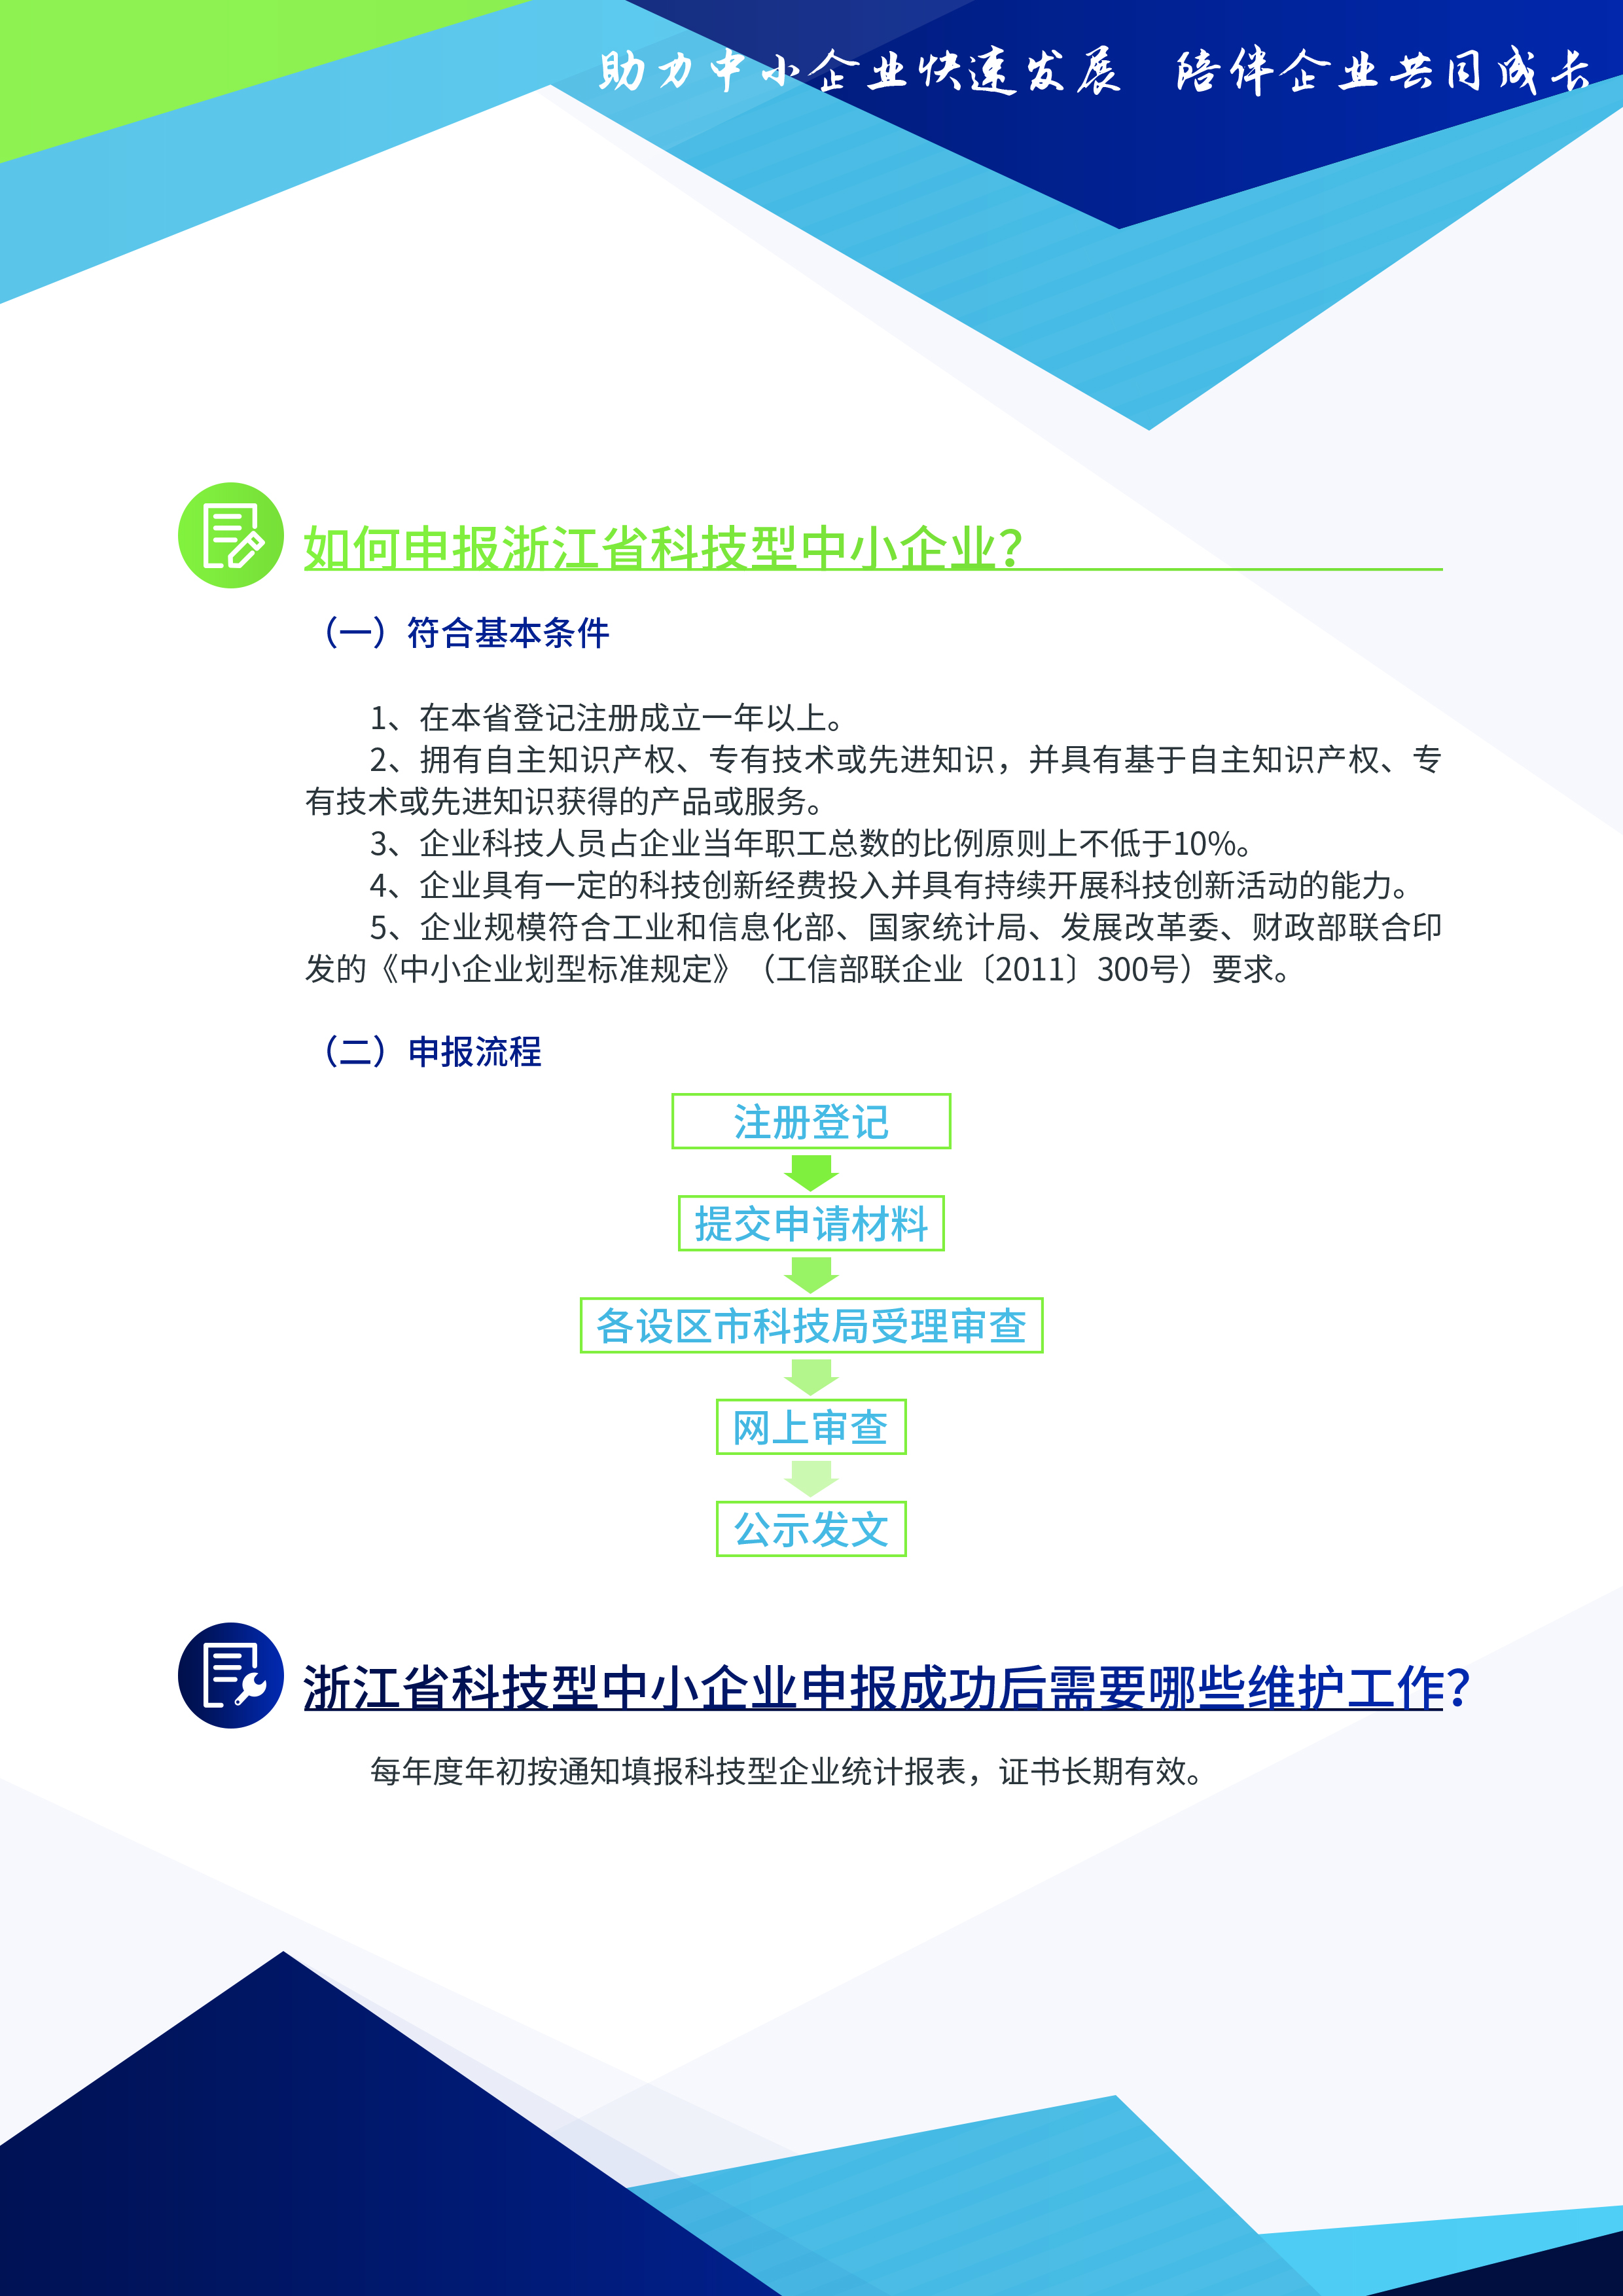 助力中小企业快速发展 陪伴企业共同成长
如何申报浙江省科技型中小企业?
（一）符合基本条件
1、在本省登记注册成立一年以上。
2、拥有自主知识产权、专有技术或先进知识，并具有基于自主知识产权、专
有技术或先进知识获得的产品或服务。
3、企业科技人员占企业当年职工总数的比例原则上不低于10%。
4、企业具有一定的科技创新经费投入并具有持续开展科技创新活动的能力。
5、企业规模符合工业和信息化部、国家统计局、发展改革委、财政部联合印
发的《中小企业划型标准规定》（工信部联企业〔2011〕300号）要求。
（二）申报流程
注册登记
提交申请材料
各设区市科技局受理审查
网上审查
公示发文
浙江省科技型中小企业申报成功后需要哪些维护工作?
每年度年初按通知填报科技型企业统计报表，证书长期有效。